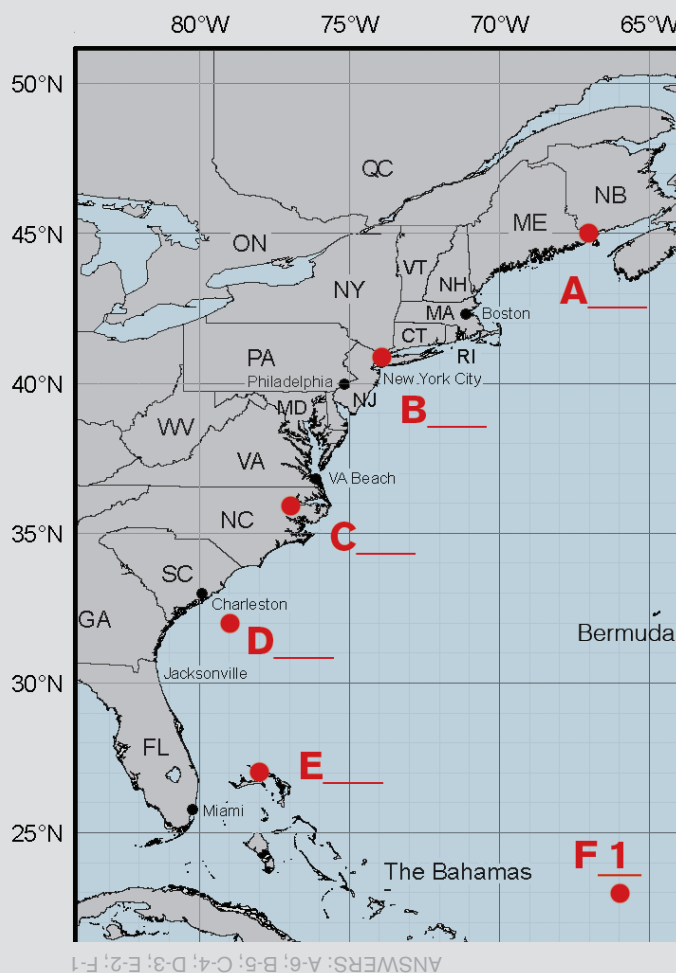 80°W 75°W 70°W 65°W
50°N
QC
NB
ME
45°N
ON
VT
NH
A
NY
MA
Boston
CT
RI
PA
Philadelphia
New York City
40°N
NJ
MD
B
WV
VA
VA Beach
NC
35°N
C
SC
Charleston
GA
D
Bermuda
Jacksonville
30°N
FL
E
Miami
25°N
F 1
The Bahamas
ANSWERS: A-6; B-5; C-4; D-3; E-2; F-1